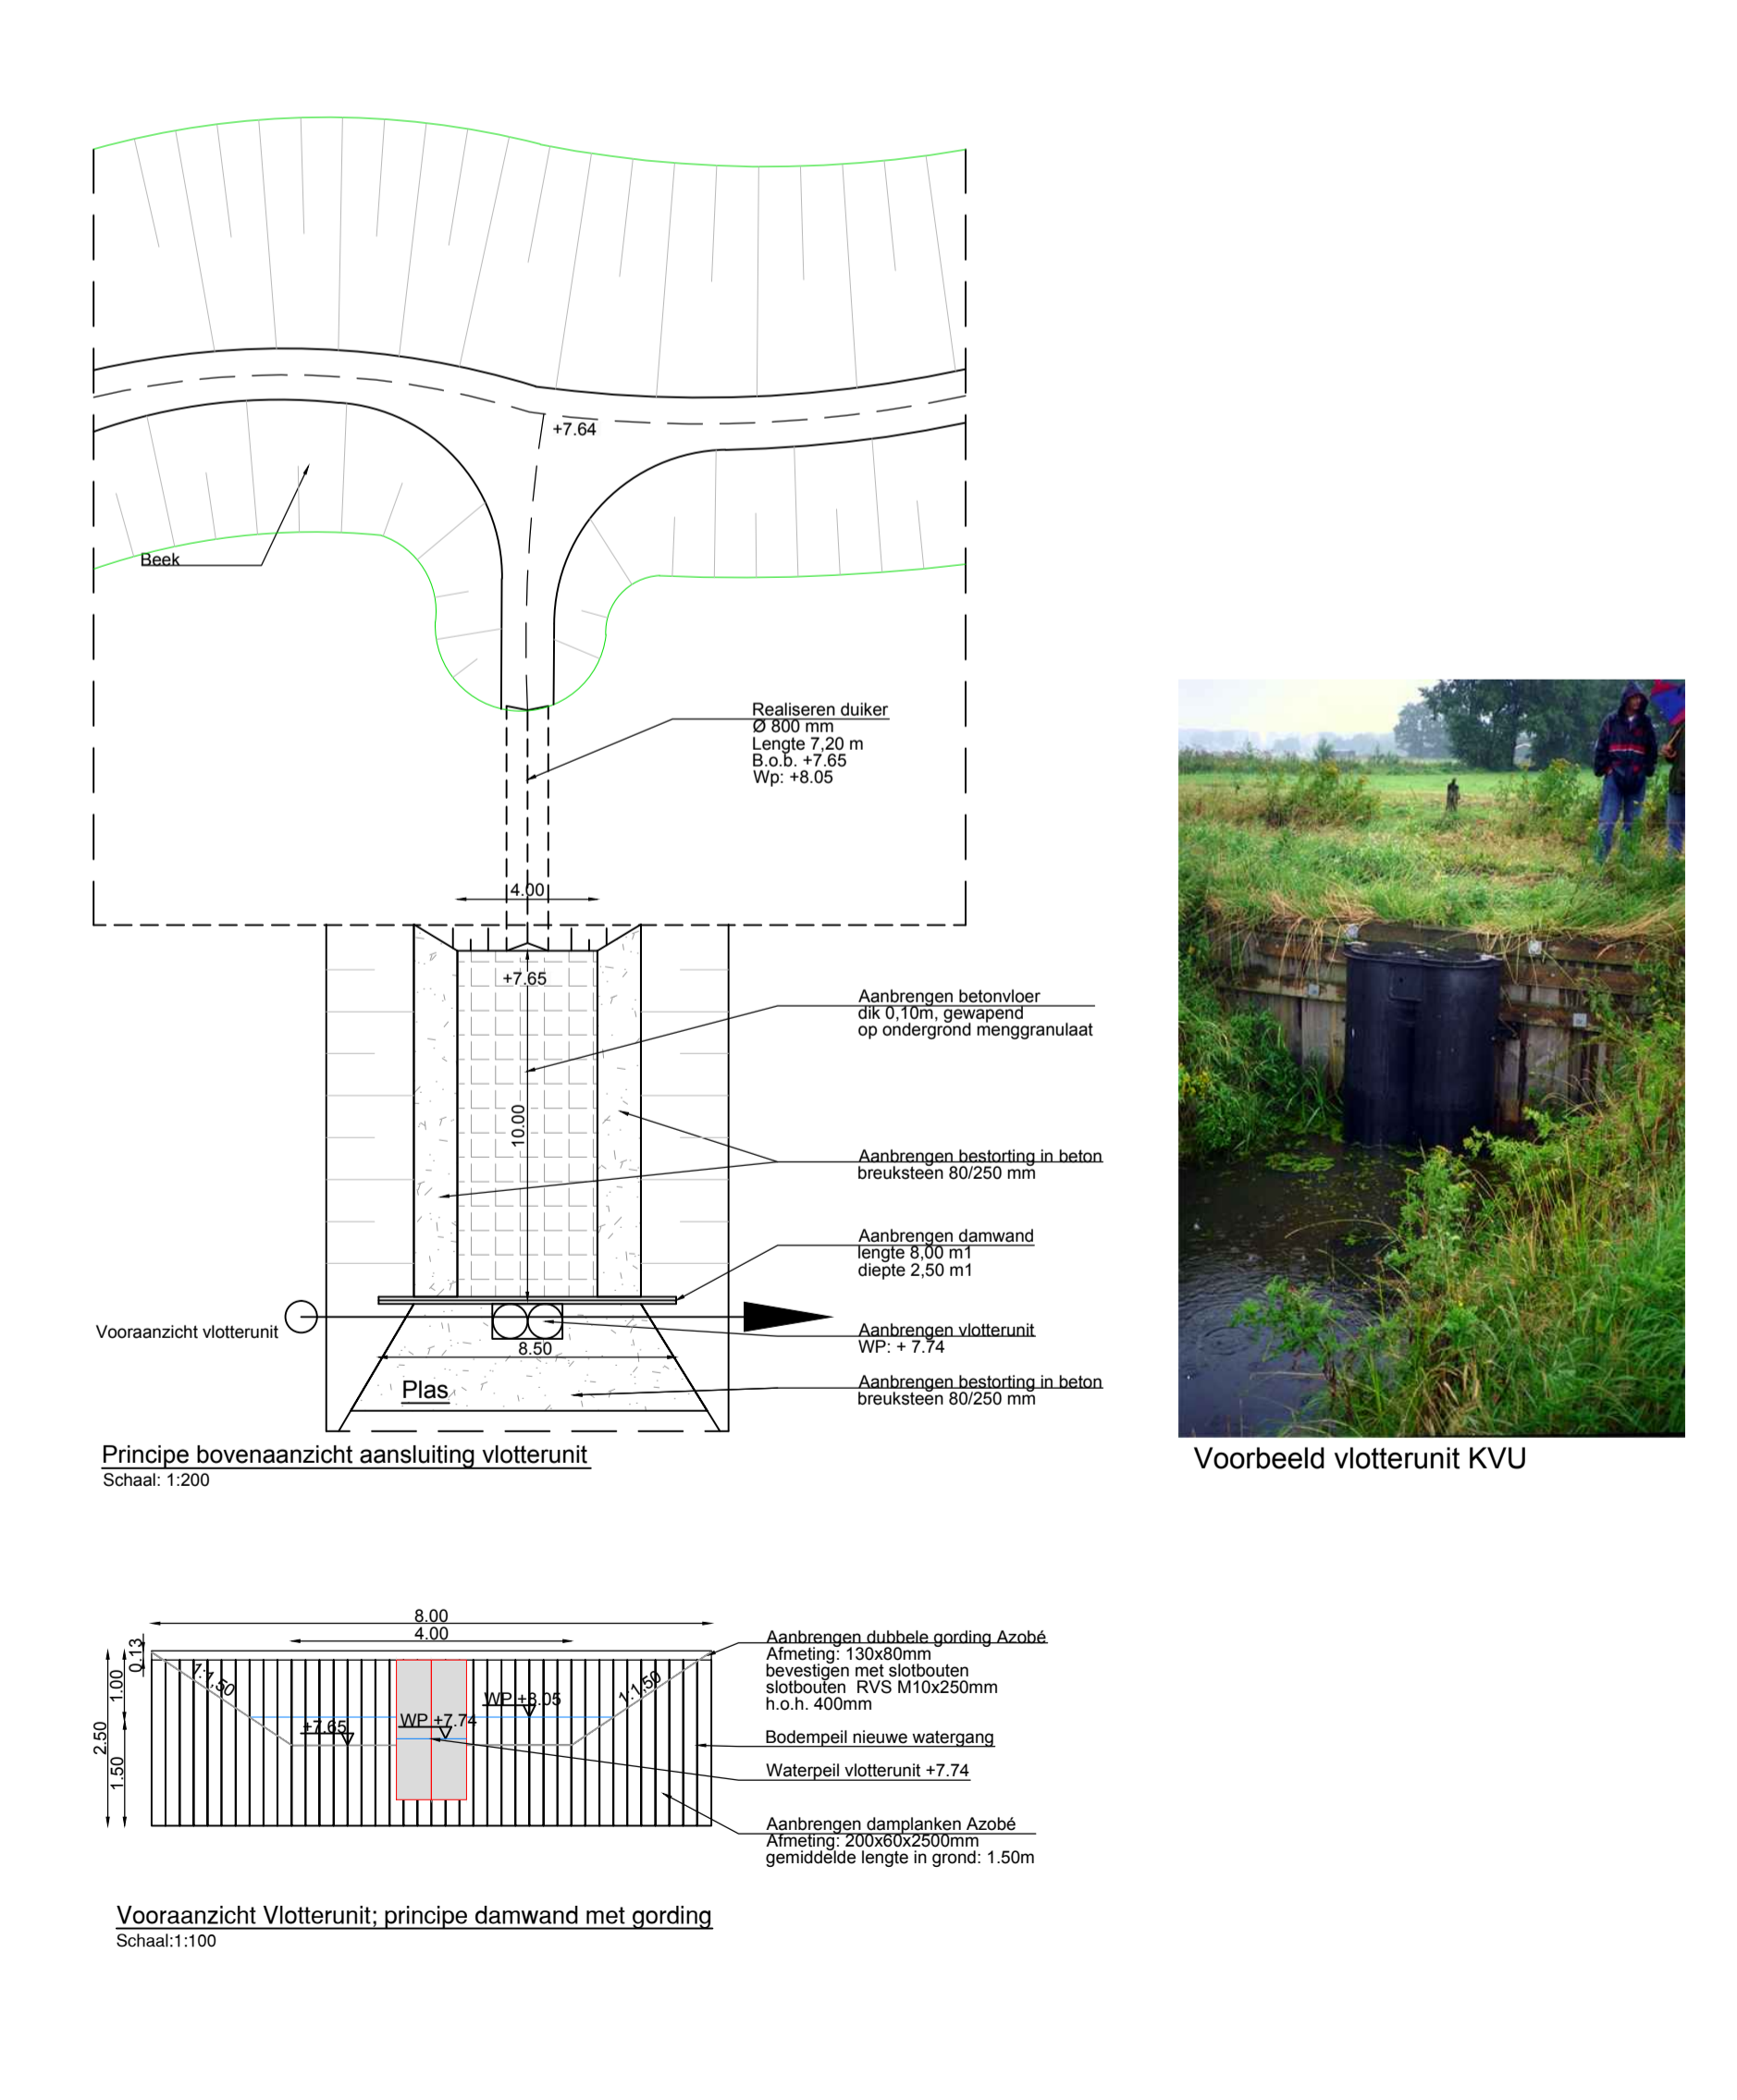 +7.64
Beek
Realiseren duiker
Ø 800 mm
Lengte 7,20 m
B.o.b. +7.65
Wp: +8.05
4.00
+7.65
Aanbrengen betonvloer
dik 0,10m, gewapend
op ondergrond menggranulaat
10.00
Aanbrengen bestorting in beton
breuksteen 80/250 mm
Aanbrengen damwand
lengte 8,00 m1
diepte 2,50 m1
Vooraanzicht vlotterunit
Aanbrengen vlotterunit
WP: + 7.74
8.50
Plas
Aanbrengen bestorting in beton
breuksteen 80/250 mm
Principe bovenaanzicht aansluiting vlotterunit
Schaal: 1:200
Voorbeeld vlotterunit KVU
8.00
4.00
0.13
1.00
2.50
1.50
1:1,50
1:1,50
WP +8.05
+7.65
WP +7.74
Aanbrengen dubbele gording Azobé
Afmeting: 130x80mm
bevestigen met slotbouten
slotbouten RVS M10x250mm
h.o.h. 400mm
Bodempeil nieuwe watergang
Waterpeil vlotterunit +7.74
Aanbrengen damplanken Azobé
Afmeting: 200x60x2500mm
gemiddelde lengte in grond: 1.50m
Vooraanzicht Vlotterunit; principe damwand met gording
Schaal:1:100